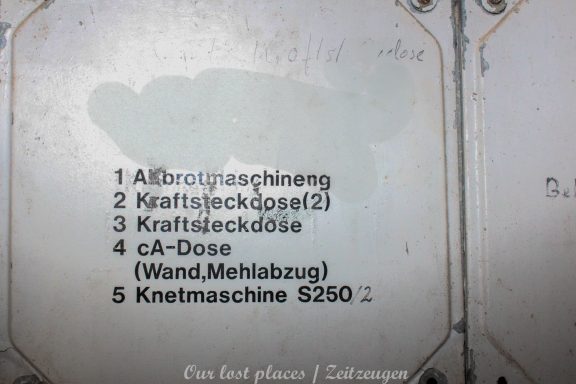 1 Akbrotmaschineng
2 Kraftsteckdose(2)
3 Kraftsteckdose
4 cA-Dose
(Wand,Mehlabzug)
5 Knetmaschine S250/2
Our lost places | Zeitzeugen